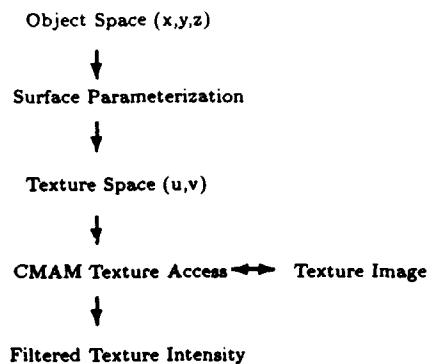 Object Space (x,y,z)
Surface Parameterization
Texture Space (u,v)
CMAM Texture Access
Texture Image
Filtered Texture Intensity